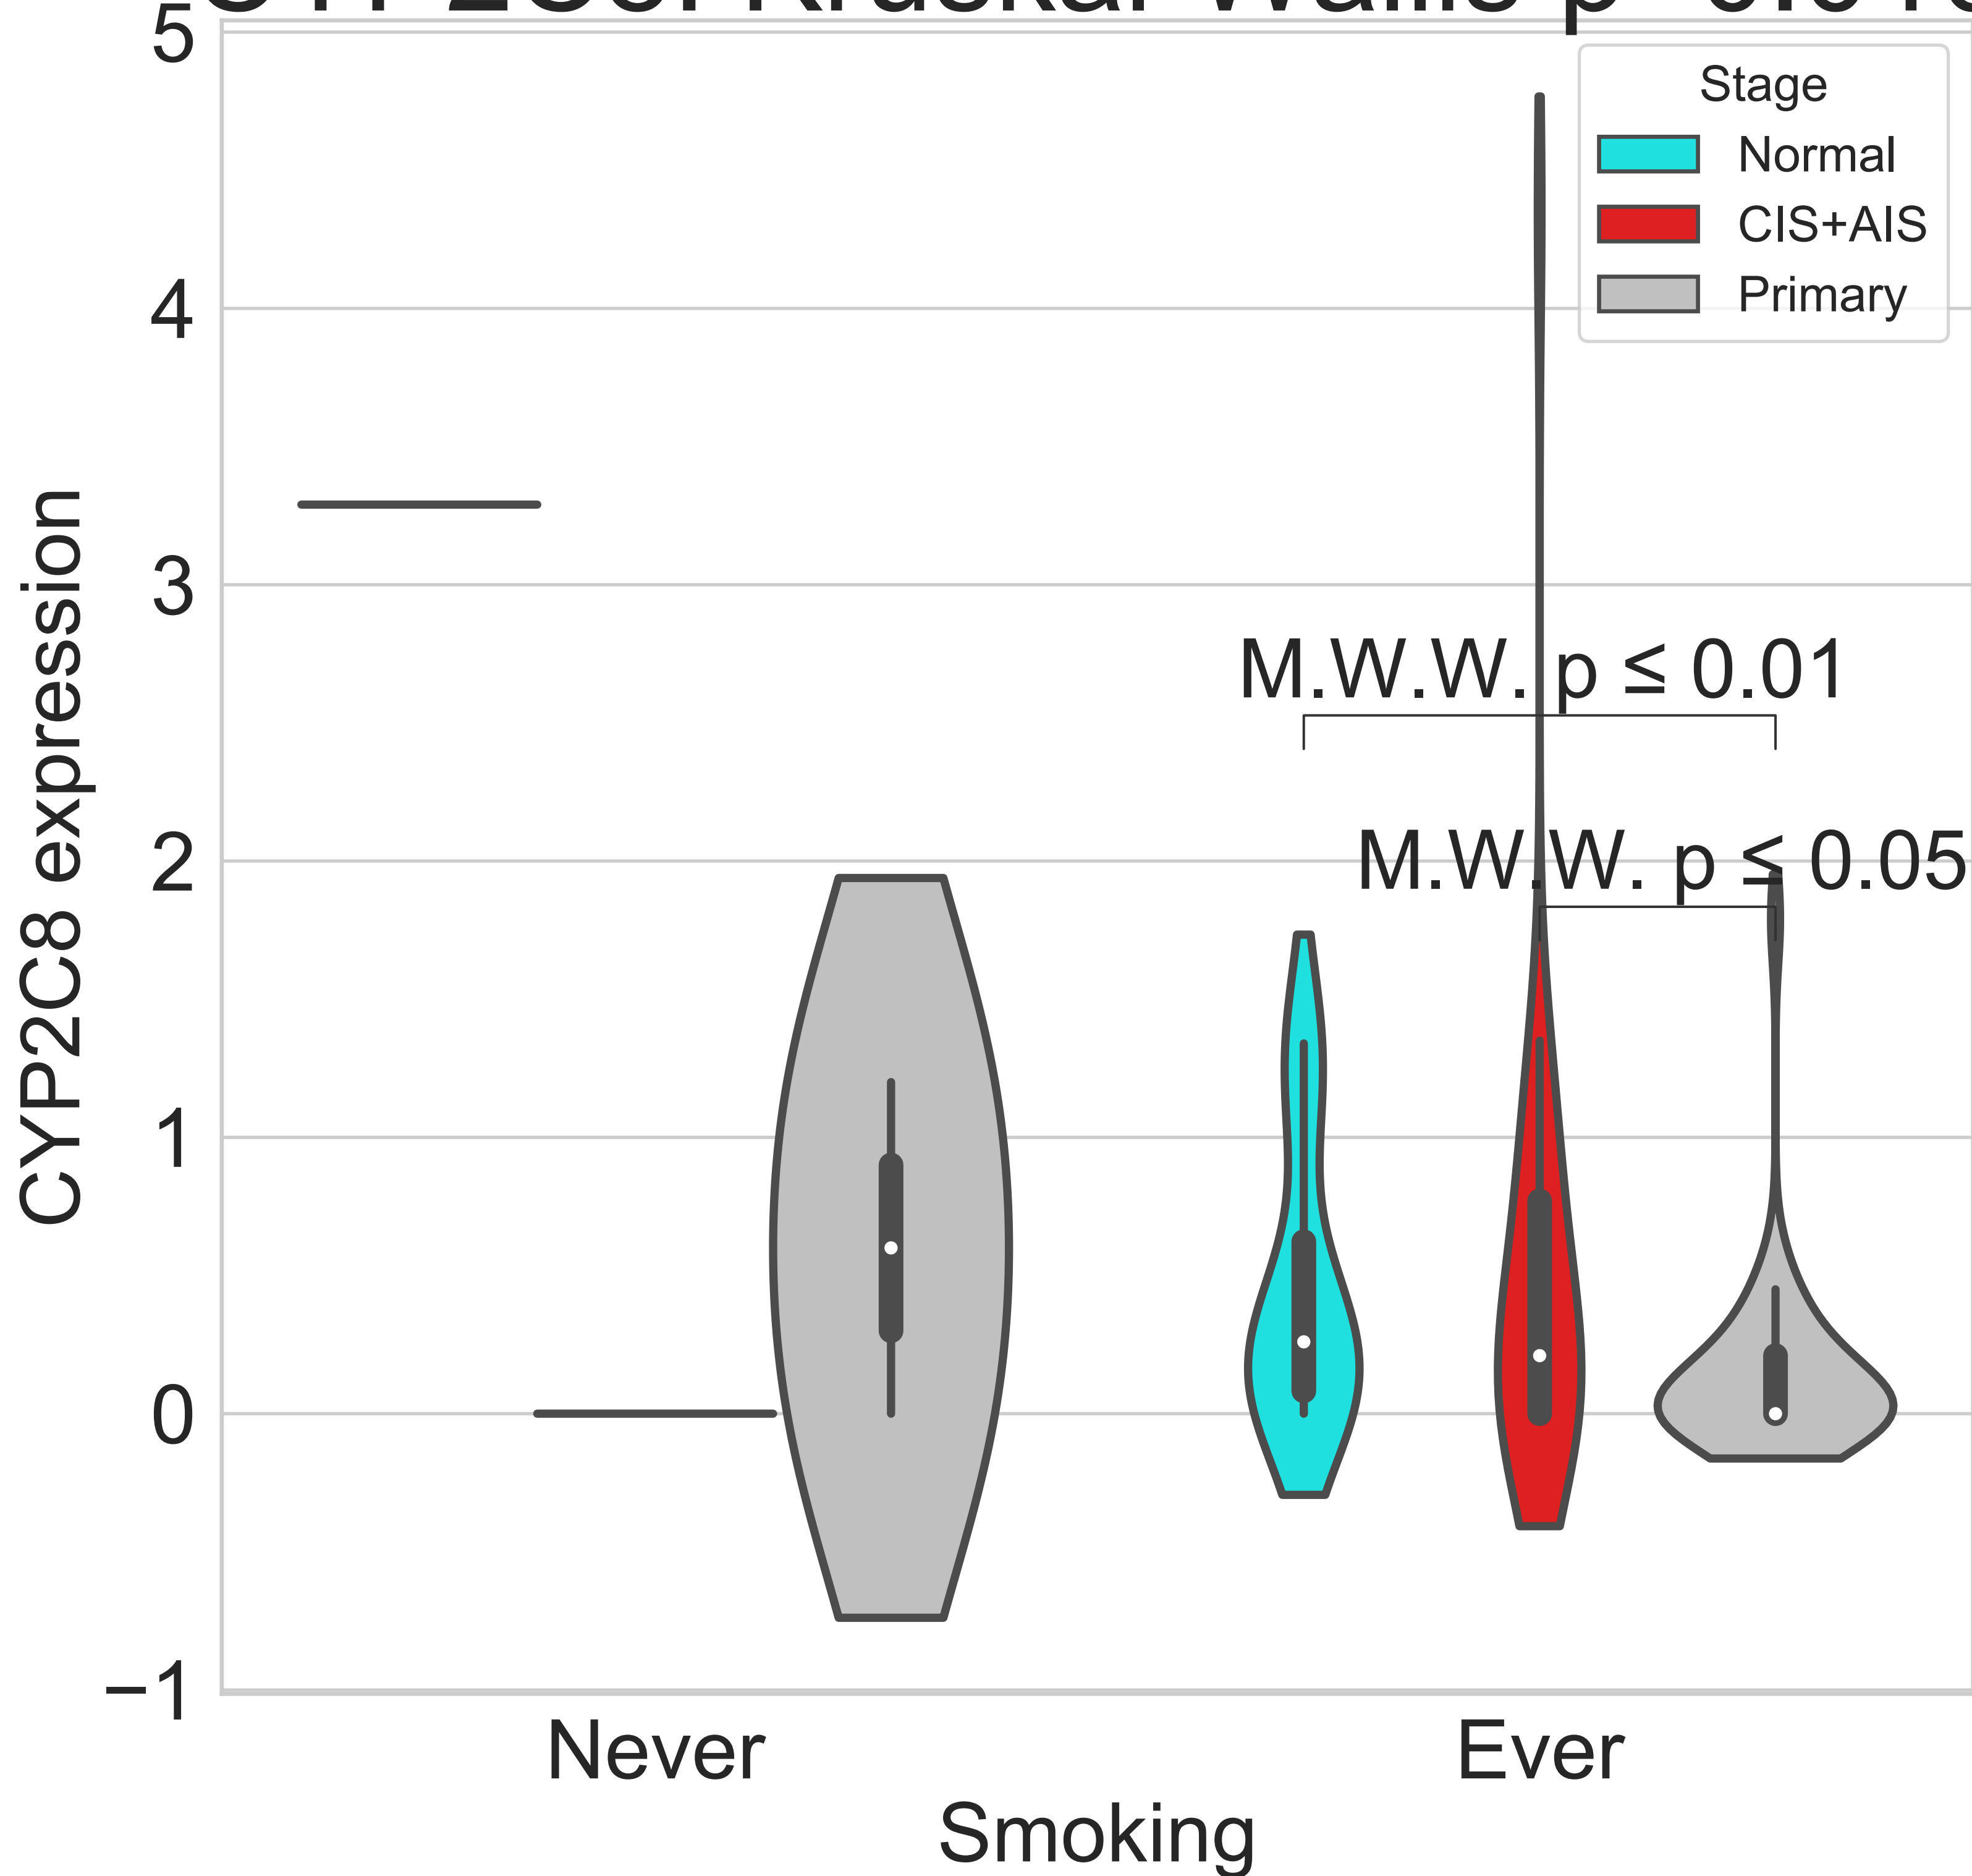 5
4
3
2
1
0
−1
CYP2C8 expression
Stage
Normal
CIS+AIS
Primary
M.W.W. p ≤ 0.01
M.W.W. p ≤ 0.05
Never
Ever
Smoking